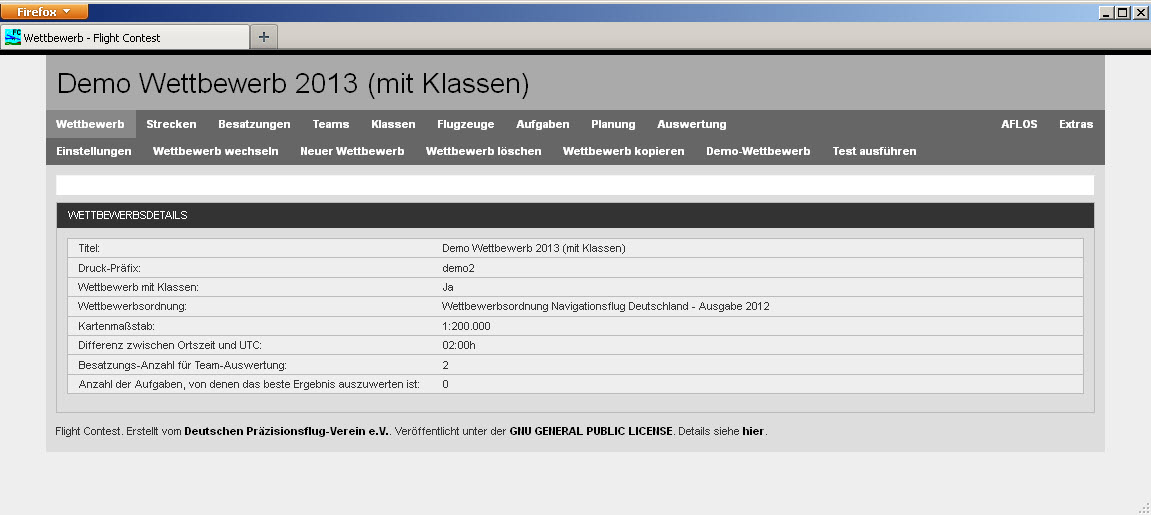 Firefox
Wettbewerb - Flight Contest
Demo Wettbewerb 2013 (mit Klassen)
Wettbewerb Strecken Besatzungen Teams Klassen Flugzeuge Aufgaben Planung Auswertung AFLOS Extras
Einstellungen Wettbewerb wechseln Neuer Wettbewerb Wettbewerb löschen Wettbewerb kopieren Demo-Wettbewerb Test ausführen
WETTBEWERBSDETAILS
Titel: Demo Wettbewerb 2013 (mit Klassen)
Druck-Präfix: demo2
Wettbewerb mit Klassen: Ja
Wettbewerbsordnung: Wettbewerbsordnung Navigationsflug Deutschland - Ausgabe 2012
Kartenmaßstab: 1:200.000
Differenz zwischen Ortszeit und UTC: 02:00h
Besatzungs-Anzahl für Team-Auswertung: 2
Anzahl der Aufgaben, von denen das beste Ergebnis auszuwerten ist: 0
Flight Contest. Erstellt vom Deutschen Präzisionsflug-Verein e.V.. Veröffentlicht unter der GNU GENERAL PUBLIC LICENSE. Details siehe hier.